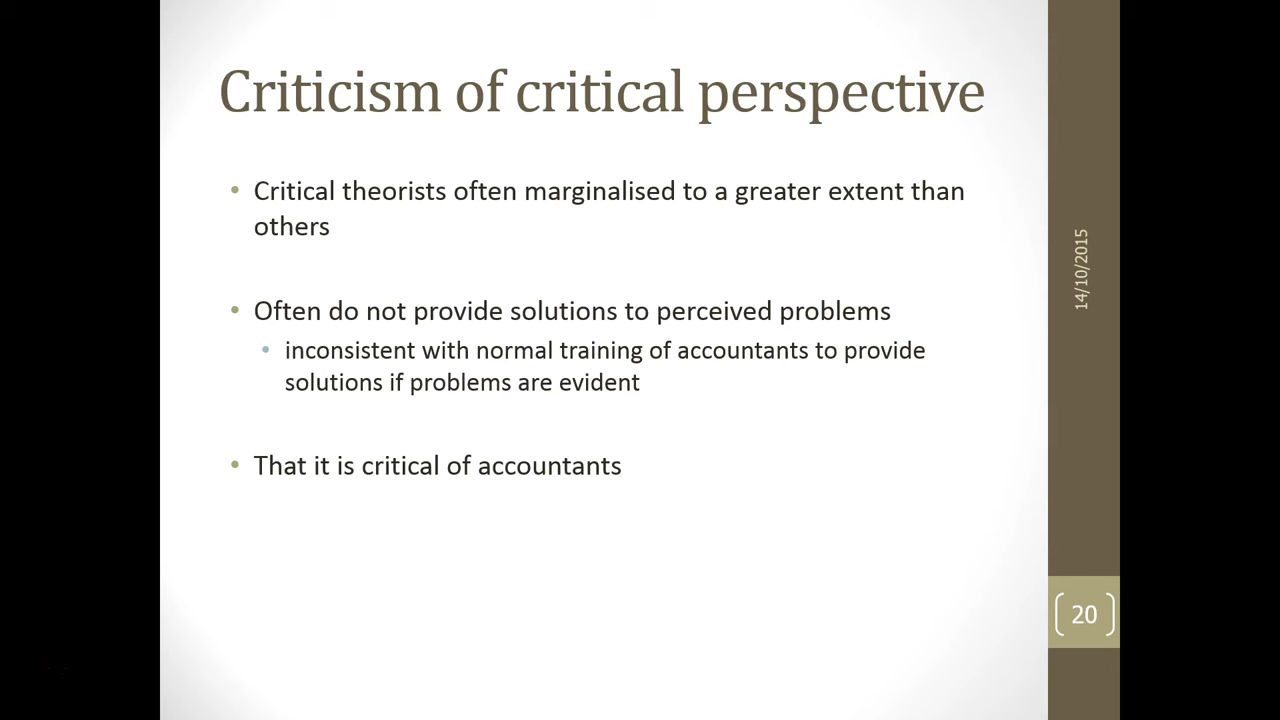 Criticism of critical perspective
• Critical theorists often marginalised to a greater extent than
others
• Often do not provide solutions to perceived problems
• inconsistent with normal training of accountants to provide
solutions if problems are evident
• That it is critical of accountants
14/10/2015
20